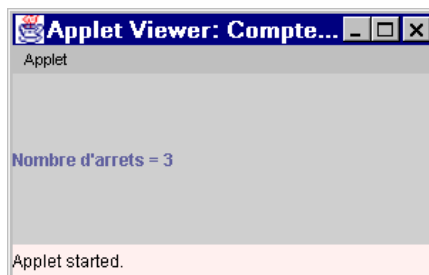 Applet Viewer: Compte...
Applet
Nombre d'arrets = 3
Applet started.